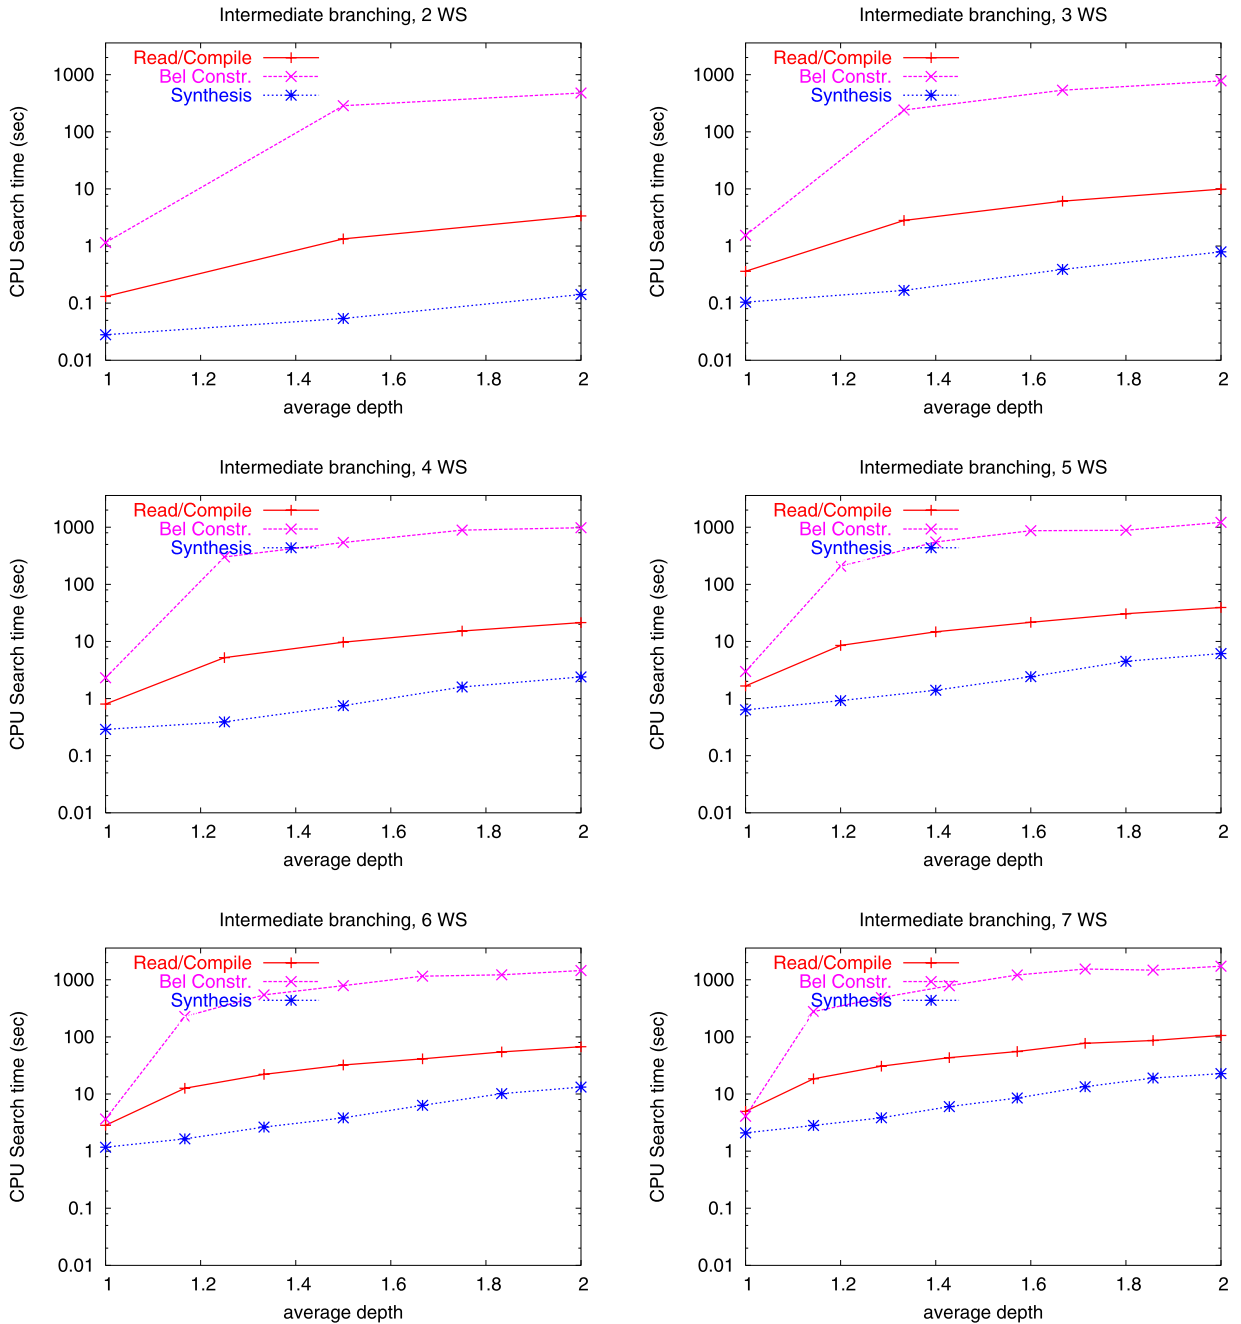 Intermediate branching, 2 WS
Read/Compile
Bel Constr.
Synthesis
CPU Search time (sec)
1000
100
10
1
0.1
0.01
1 1.2 1.4 1.6 1.8 2
average depth
Intermediate branching, 3 WS
Read/Compile
Bel Constr.
Synthesis
CPU Search time (sec)
1000
100
10
1
0.1
0.01
1 1.2 1.4 1.6 1.8 2
average depth
Intermediate branching, 4 WS
Read/Compile
Bel Constr.
Synthesis
CPU Search time (sec)
1000
100
10
1
0.1
0.01
1 1.2 1.4 1.6 1.8 2
average depth
Intermediate branching, 5 WS
Read/Compile
Bel Constr.
Synthesis
CPU Search time (sec)
1000
100
10
1
0.1
0.01
1 1.2 1.4 1.6 1.8 2
average depth
Intermediate branching, 6 WS
Read/Compile
Bel Constr.
Synthesis
CPU Search time (sec)
1000
100
10
1
0.1
0.01
1 1.2 1.4 1.6 1.8 2
average depth
Intermediate branching, 7 WS
Read/Compile
Bel Constr.
Synthesis
CPU Search time (sec)
1000
100
10
1
0.1
0.01
1 1.2 1.4 1.6 1.8 2
average depth